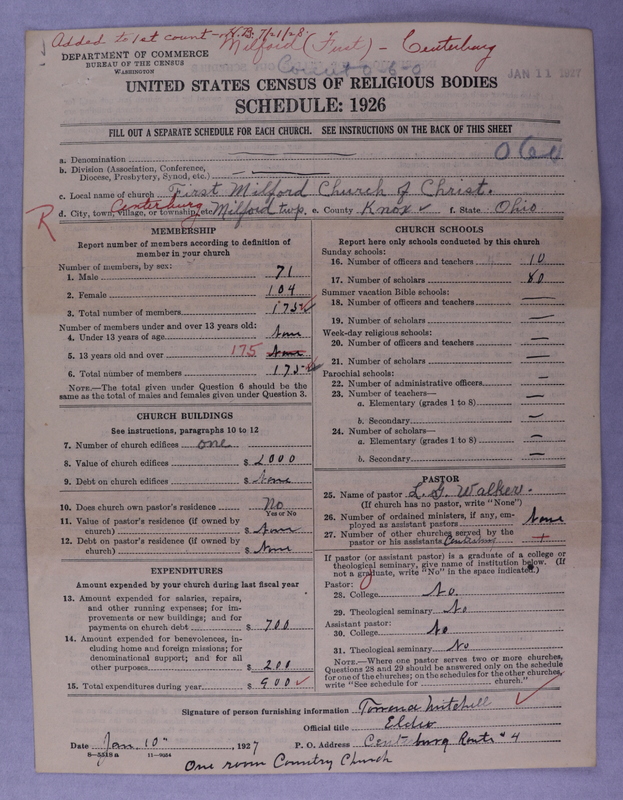 Added to 1st count - H.B. 7/21/28
Milford (First) - Centerburg
DEPARTMENT OF COMMERCE
BUREAU OF THE CENSUS
WASHINGTON
Count 0-6-0
JAN 11 1927
UNITED STATES CENSUS OF RELIGIOUS BODIES
SCHEDULE: 1926
FILL OUT A SEPARATE SCHEDULE FOR EACH CHURCH. SEE INSTRUCTIONS ON THE BACK OF THIS SHEET
060
a. Denomination
b. Division (Association, Conference, Diocese, Presbytery, Synod, etc.) —
c. Local name of church First Milford Church of Christ.
R
Centerburg
d. City, town, village, or township, etc. Milford twp. e. County Knox ✓ f. State Ohio
MEMBERSHIP
Report number of members according to definition of
member in your church
Number of members, by sex:
1. Male 71
2. Female 104
3. Total number of members 175 ✓
Number of members under and over 13 years old:
4. Under 13 years of age None
5. 13 years old and over 175 None
6. Total number of members 175
NOTE.—The total given under Question 6 should be the
same as the total of males and females given under Question 3.
CHURCH BUILDINGS
See instructions, paragraphs 10 to 12
7. Number of church edifices one
8. Value of church edifices $ 2000
9. Debt on church edifices $ None
10. Does church own pastor's residence No
Yes or No
11. Value of pastor's residence (if owned by
church) $ None
12. Debt on pastor's residence (if owned by
church) $ None
EXPENDITURES
Amount expended by your church during last fiscal year
13. Amount expended for salaries, repairs,
and other running expenses; for im-
provements or new buildings; and for
payments on church debt $ 700
14. Amount expended for benevolences, in-
cluding home and foreign missions; for
denominational support; and for all
other purposes $ 200
15. Total expenditures during year $ 900 ✓
CHURCH SCHOOLS
Report here only schools conducted by this church
Sunday schools:
16. Number of officers and teachers 10
17. Number of scholars 80
Summer vacation Bible schools:
18. Number of officers and teachers —
19. Number of scholars —
Week-day religious schools:
20. Number of officers and teachers —
21. Number of scholars —
Parochial schools:
22. Number of administrative officers —
23. Number of teachers—
a. Elementary (grades 1 to 8) —
b. Secondary —
24. Number of scholars—
a. Elementary (grades 1 to 8) —
b. Secondary —
PASTOR
25. Name of pastor L. G. Walker.
(If church has no pastor, write "None")
26. Number of ordained ministers, if any, em-
ployed as assistant pastors None
27. Number of other churches served by the
pastor or his assistants
If pastor (or assistant pastor) is a graduate of a college or
theological seminary, give name of institution below. (If
not a graduate, write "No" in the space indicated.)
Pastor:
28. College No.
29. Theological seminary No
Assistant pastor:
30. College No
31. Theological seminary No
NOTE.—Where one pastor serves two or more churches,
Questions 28 and 29 should be answered only on the schedule
for one of the churches; on the schedules for the other churches,
write "See schedule for church."
Signature of person furnishing information Mitchell
Official title Elder
Date Jan. 10", 1927 P. O. Address Centerburg Route #4
8—5518a 11—9054
One room Country Church